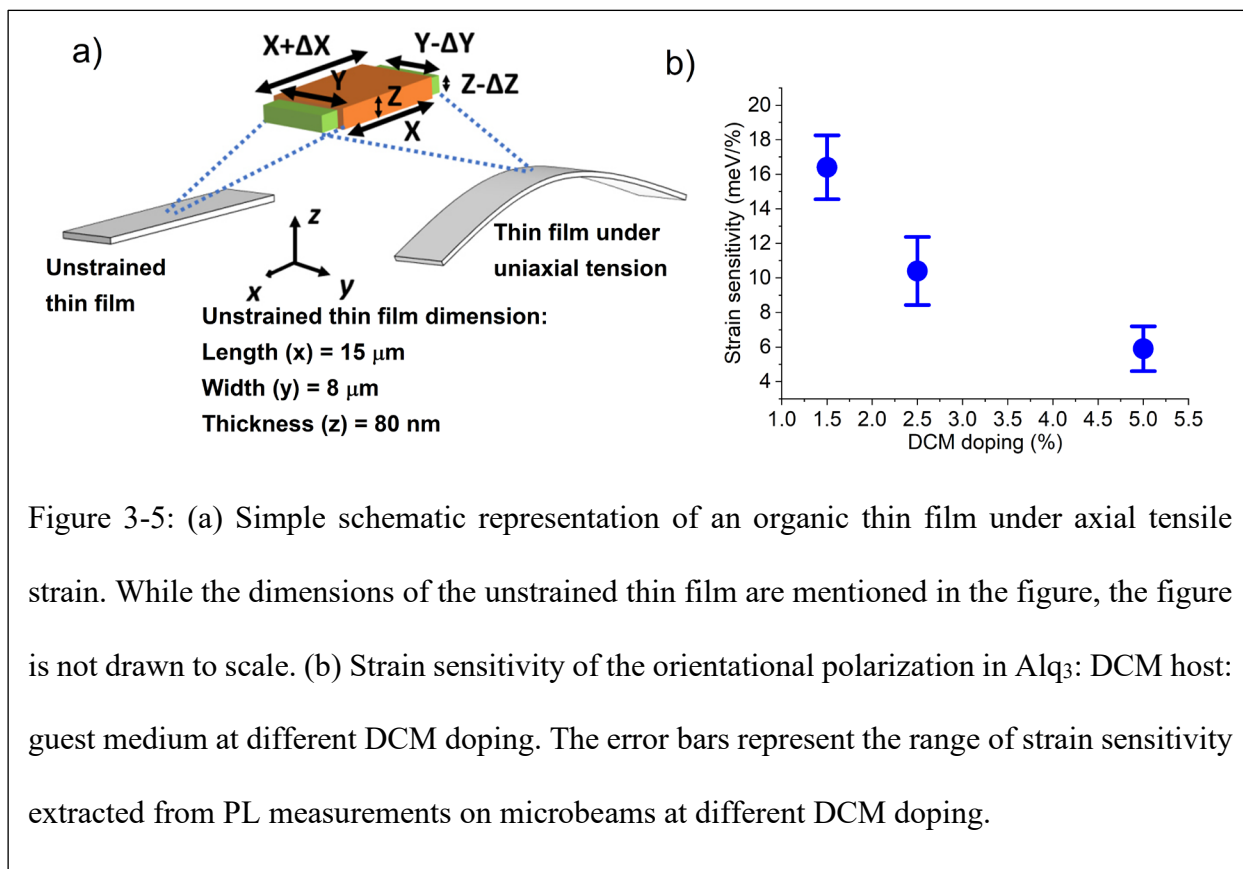 a)
X+ΔX
Y-ΔY
Y
Z
Z-ΔZ
X
Unstrained
thin film
z
x
y
Thin film under
uniaxial tension
Unstrained thin film dimension:
Length (x) = 15 μm
Width (y) = 8 μm
Thickness (z) = 80 nm
b)
Strain sensitivity (meV/%)
20
18
16
14
12
10
8
6
4
1.0 1.5 2.0 2.5 3.0 3.5 4.0 4.5 5.0 5.5
DCM doping (%)
Figure 3-5: (a) Simple schematic representation of an organic thin film under axial tensile
strain. While the dimensions of the unstrained thin film are mentioned in the figure, the figure
is not drawn to scale. (b) Strain sensitivity of the orientational polarization in Alq₃: DCM host:
guest medium at different DCM doping. The error bars represent the range of strain sensitivity
extracted from PL measurements on microbeams at different DCM doping.